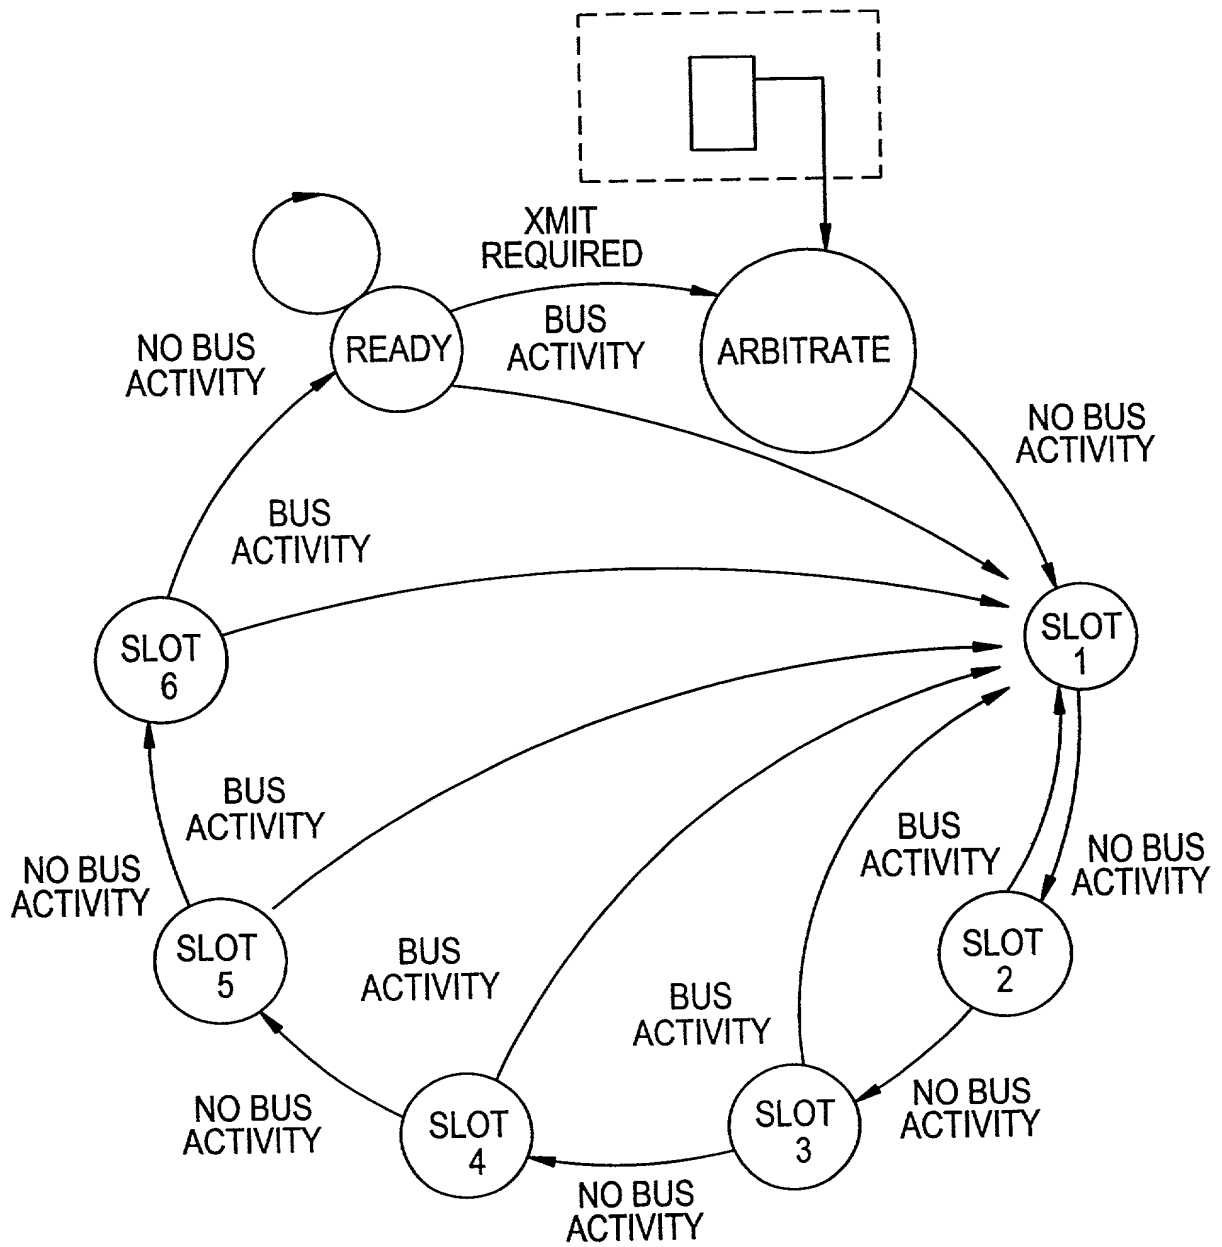 XMIT
REQUIRED
BUS
ACTIVITY
READY
ARBITRATE
NO BUS
ACTIVITY
NO BUS
ACTIVITY
BUS
ACTIVITY
SLOT
1
SLOT
6
BUS
ACTIVITY
BUS
ACTIVITY
NO BUS
ACTIVITY
NO BUS
ACTIVITY
SLOT
5
BUS
ACTIVITY
SLOT
2
BUS
ACTIVITY
NO BUS
ACTIVITY
SLOT
4
SLOT
3
NO BUS
ACTIVITY
NO BUS
ACTIVITY